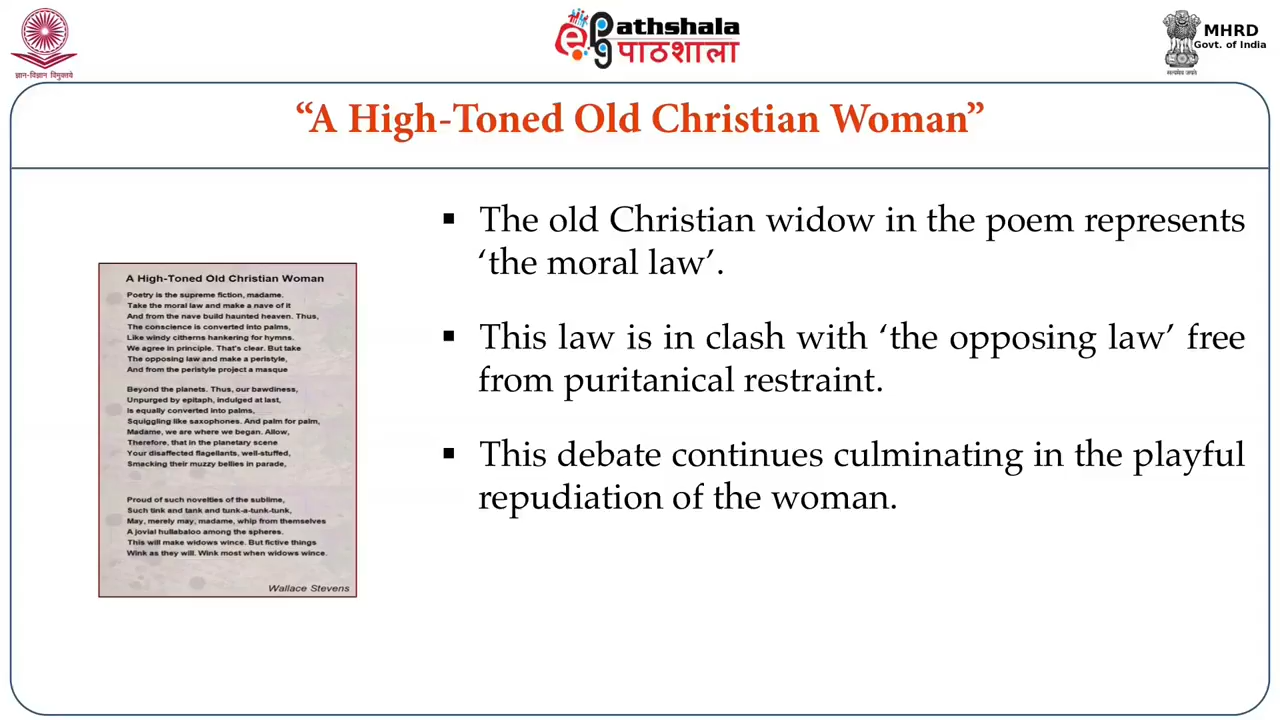 ज्ञान-विज्ञान विमुक्तये
ePG Pathshala
पाठशाला
MHRD
Govt. of India
सत्यमेव जयते
“A High-Toned Old Christian Woman”
▪ The old Christian widow in the poem represents
‘the moral law’.
▪ This law is in clash with ‘the opposing law’ free
from puritanical restraint.
▪ This debate continues culminating in the playful
repudiation of the woman.
A High-Toned Old Christian Woman
Poetry is the supreme fiction, madame.
Take the moral law and make a nave of it
And from the nave build haunted heaven. Thus,
The conscience is converted into palms,
Like windy citherns hankering for hymns.
We agree in principle. That's clear. But take
The opposing law and make a peristyle,
And from the peristyle project a masque
Beyond the planets. Thus, our bawdiness,
Unpurged by epitaph, indulged at last,
Is equally converted into palms,
Squiggling like saxophones. And palm for palm,
Madame, we are where we began. Allow,
Therefore, that in the planetary scene
Your disaffected flagellants, well-stuffed,
Smacking their muzzy bellies in parade,
Proud of such novelties of the sublime,
Such tink and tank and tunk-a-tunk-tunk,
May, merely may, madame, whip from themselves
A jovial hullabaloo among the spheres.
This will make widows wince. But fictive things
Wink as they will. Wink most when widows wince.
Wallace Stevens